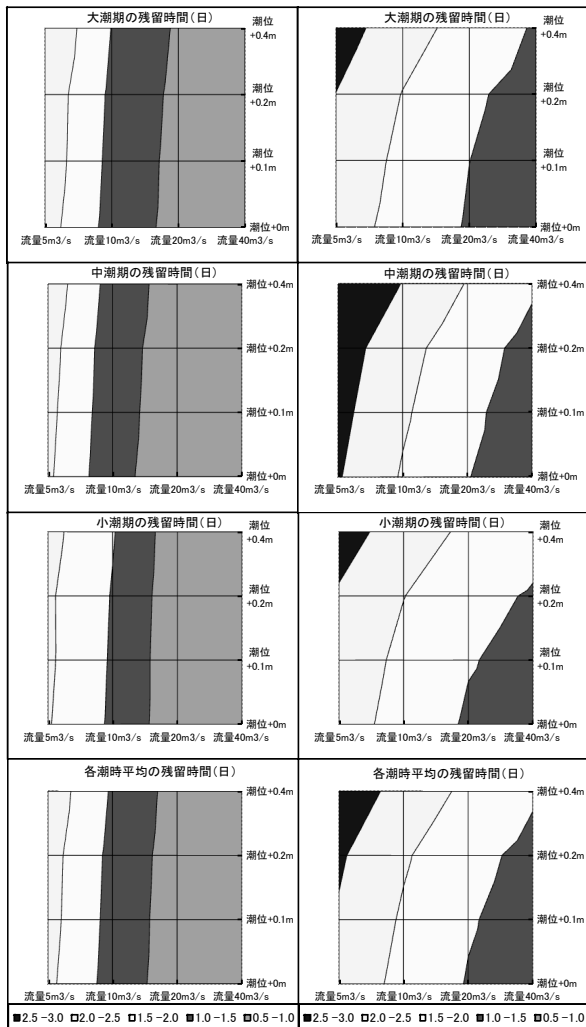 大潮期の残留時間(日)
潮位
+0.4m
潮位
+0.2m
潮位
+0.1m
潮位+0m
流量5m3/s 流量10m3/s 流量20m3/s 流量40m3/s
大潮期の残留時間(日)
潮位
+0.4m
潮位
+0.2m
潮位
+0.1m
潮位+0m
流量5m3/s 流量10m3/s 流量20m3/s 流量40m3/s
中潮期の残留時間(日)
潮位+0.4m
潮位+0.2m
潮位+0.1m
潮位+0m
流量5m3/s 流量10m3/s 流量20m3/s 流量40m3/s
中潮期の残留時間(日)
潮位+0.4m
潮位+0.2m
潮位+0.1m
潮位+0m
流量5m3/s 流量10m3/s 流量20m3/s 流量40m3/s
小潮期の残留時間(日)
潮位
+0.4m
潮位
+0.2m
潮位
+0.1m
潮位+0m
流量5m3/s 流量10m3/s 流量20m3/s 流量40m3/s
小潮期の残留時間(日)
潮位
+0.4m
潮位
+0.2m
潮位
+0.1m
潮位+0m
流量5m3/s 流量10m3/s 流量20m3/s 流量40m3/s
各潮時平均の残留時間(日)
潮位+0.4m
潮位+0.2m
潮位+0.1m
潮位+0m
流量5m3/s 流量10m3/s 流量20m3/s 流量40m3/s
各潮時平均の残留時間(日)
潮位+0.4m
潮位+0.2m
潮位+0.1m
潮位+0m
流量5m3/s 流量10m3/s 流量20m3/s 流量40m3/s
2.5-3.0 2.0-2.5 1.5-2.0 1.0-1.5 0.5-1.0
2.5-3.0 2.0-2.5 1.5-2.0 1.0-1.5 0.5-1.0